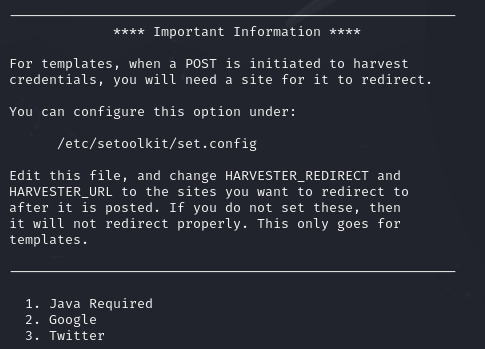 **** Important Information ****
For templates, when a POST is initiated to harvest
credentials, you will need a site for it to redirect.
You can configure this option under:
/etc/setoolkit/set.config
Edit this file, and change HARVESTER_REDIRECT and
HARVESTER_URL to the sites you want to redirect to
after it is posted. If you do not set these, then
it will not redirect properly. This only goes for
templates.
1. Java Required
2. Google
3. Twitter